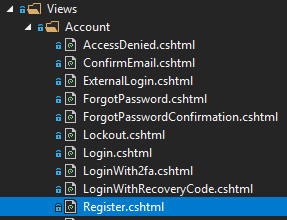 Views
Account
AccessDenied.cshtml
ConfirmEmail.cshtml
ExternalLogin.cshtml
ForgotPassword.cshtml
ForgotPasswordConfirmation.cshtml
Lockout.cshtml
Login.cshtml
LoginWith2fa.cshtml
LoginWithRecoveryCode.cshtml
Register.cshtml